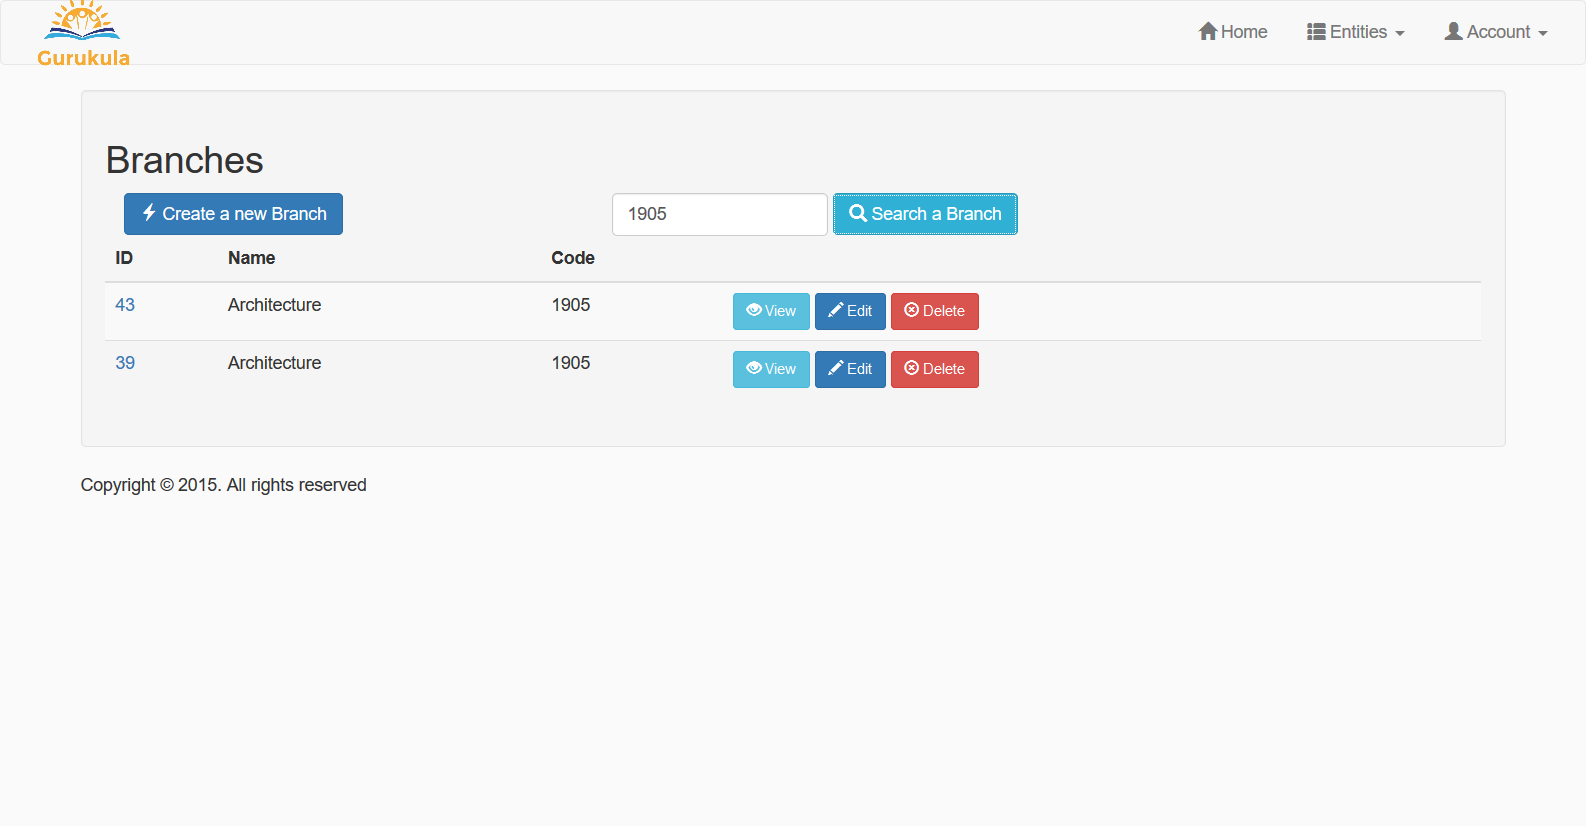 Gurukula
Home Entities Account
Branches
Create a new Branch 1905 Search a Branch
ID Name Code
43 Architecture 1905 View Edit Delete
39 Architecture 1905 View Edit Delete
Copyright © 2015. All rights reserved